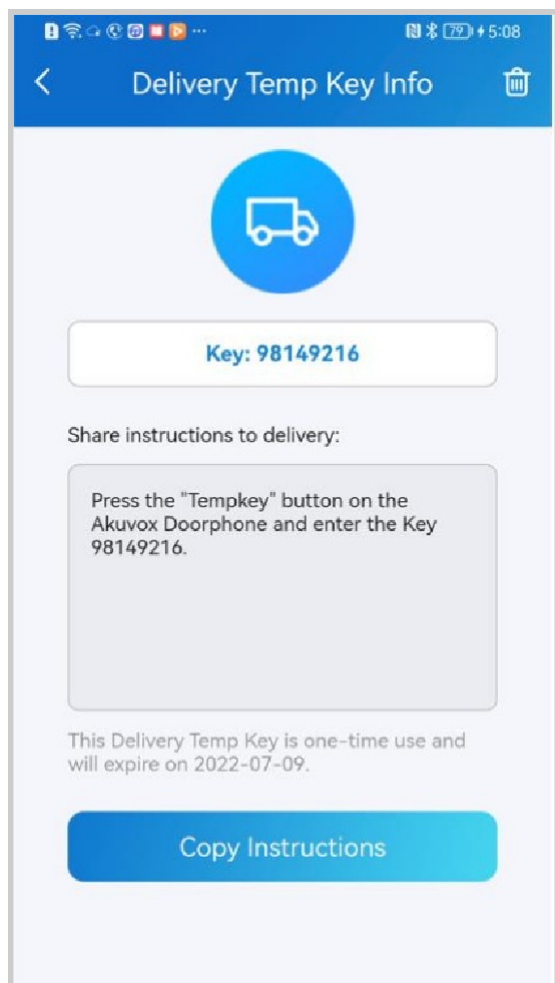 79 5:08
Delivery Temp Key Info
Key: 98149216
Share instructions to delivery:
Press the "Tempkey" button on the
Akuvox Doorphone and enter the Key
98149216.
This Delivery Temp Key is one-time use and
will expire on 2022-07-09.
Copy Instructions